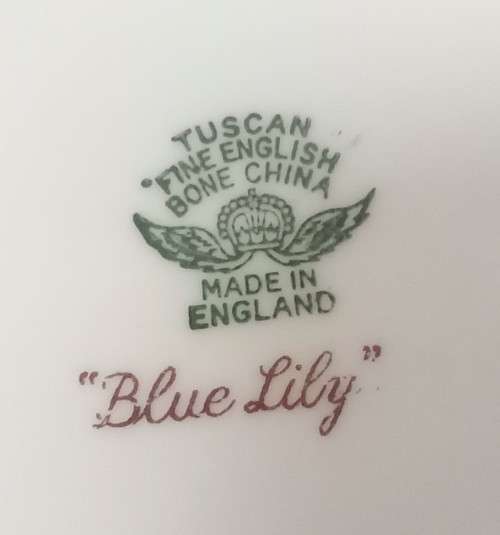 TUSCAN
FINE ENGLISH
BONE CHINA
MADE IN
ENGLAND
"Blue Lily"